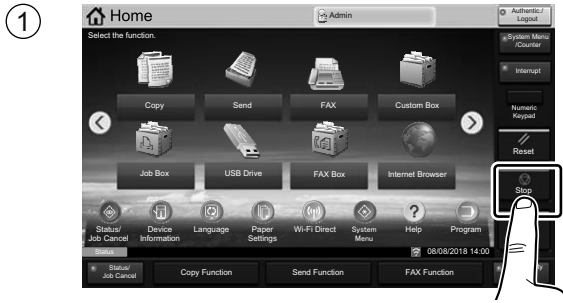 1
Home
Admin
Authentic./
Logout
Select the function.
System Menu
/Counter
Interrupt
Copy
Send
FAX
Custom Box
Numeric
Keypad
Reset
Job Box
USB Drive
FAX Box
Internet Browser
Stop
Status/
Job Cancel
Device
Information
Language
Paper
Settings
Wi-Fi Direct
System
Menu
Help
Program
Status
08/08/2018 14:00
Status/
Job Cancel
Copy Function
Send Function
FAX Function